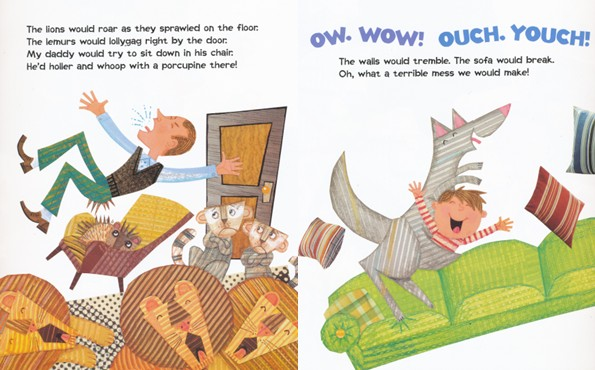 The lions would roar as they sprawled on the floor.
The lemurs would lollygag right by the door.
My daddy would try to sit down in his chair.
He'd holler and whoop with a porcupine there!
OW. WOW! OUCH. YOUCH!
The walls would tremble. The sofa would break.
Oh, what a terrible mess we would make!